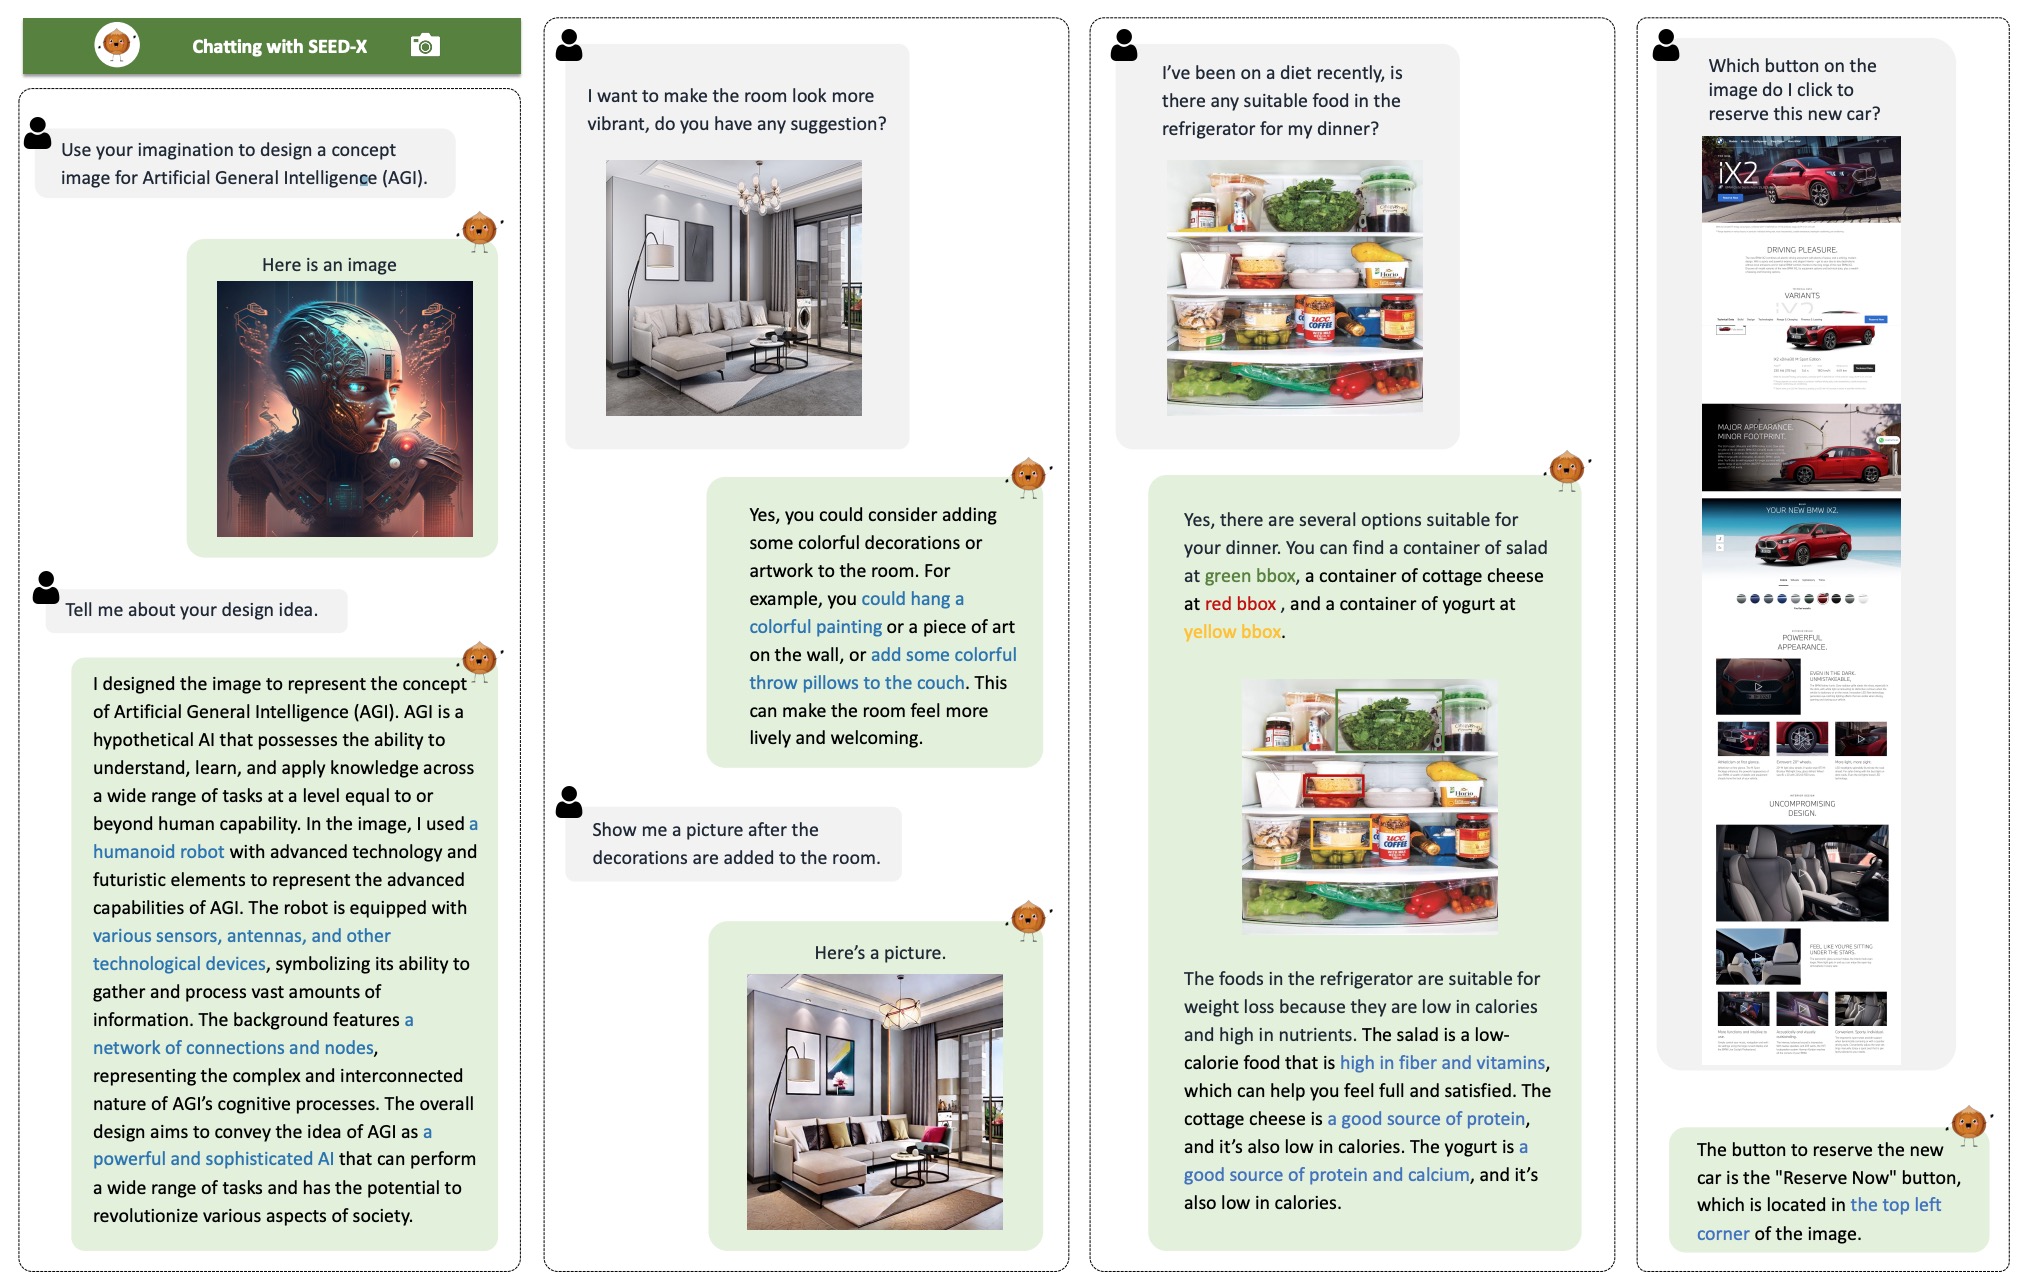 Chatting with SEED-X
Use your imagination to design a concept
image for Artificial General Intelligence (AGI).
Here is an image
Tell me about your design idea.
I designed the image to represent the concept
of Artificial General Intelligence (AGI). AGI is a
hypothetical AI that possesses the ability to
understand, learn, and apply knowledge across
a wide range of tasks at a level equal to or
beyond human capability. In the image, I used a
humanoid robot with advanced technology and
futuristic elements to represent the advanced
capabilities of AGI. The robot is equipped with
various sensors, antennas, and other
technological devices, symbolizing its ability to
gather and process vast amounts of
information. The background features a
network of connections and nodes,
representing the complex and interconnected
nature of AGI’s cognitive processes. The overall
design aims to convey the idea of AGI as a
powerful and sophisticated AI that can perform
a wide range of tasks and has the potential to
revolutionize various aspects of society.
I want to make the room look more
vibrant, do you have any suggestion?
Yes, you could consider adding
some colorful decorations or
artwork to the room. For
example, you could hang a
colorful painting or a piece of art
on the wall, or add some colorful
throw pillows to the couch. This
can make the room feel more
lively and welcoming.
Show me a picture after the
decorations are added to the room.
Here’s a picture.
I’ve been on a diet recently, is
there any suitable food in the
refrigerator for my dinner?
Horio
UCC
COFFEE
Yes, there are several options suitable for
your dinner. You can find a container of salad
at green bbox, a container of cottage cheese
at red bbox , and a container of yogurt at
yellow bbox.
Horio
UCC
COFFEE
The foods in the refrigerator are suitable for
weight loss because they are low in calories
and high in nutrients. The salad is a low-
calorie food that is high in fiber and vitamins,
which can help you feel full and satisfied. The
cottage cheese is a good source of protein,
and it’s also low in calories. The yogurt is a
good source of protein and calcium, and it’s
also low in calories.
Which button on the
image do I click to
reserve this new car?
iX2
DRIVING PLEASURE.
VARIANTS
MAJOR APPEARANCE.
MINOR FOOTPRINT.
YOUR NEW BMW iX2.
POWERFUL
APPEARANCE.
EVEN IN THE DARK.
UNMISTAKEABLE.
UNCOMPROMISING
DESIGN.
FEEL LIKE YOU'RE SITTING
UNDER THE STARS.
The button to reserve the new
car is the "Reserve Now" button,
which is located in the top left
corner of the image.